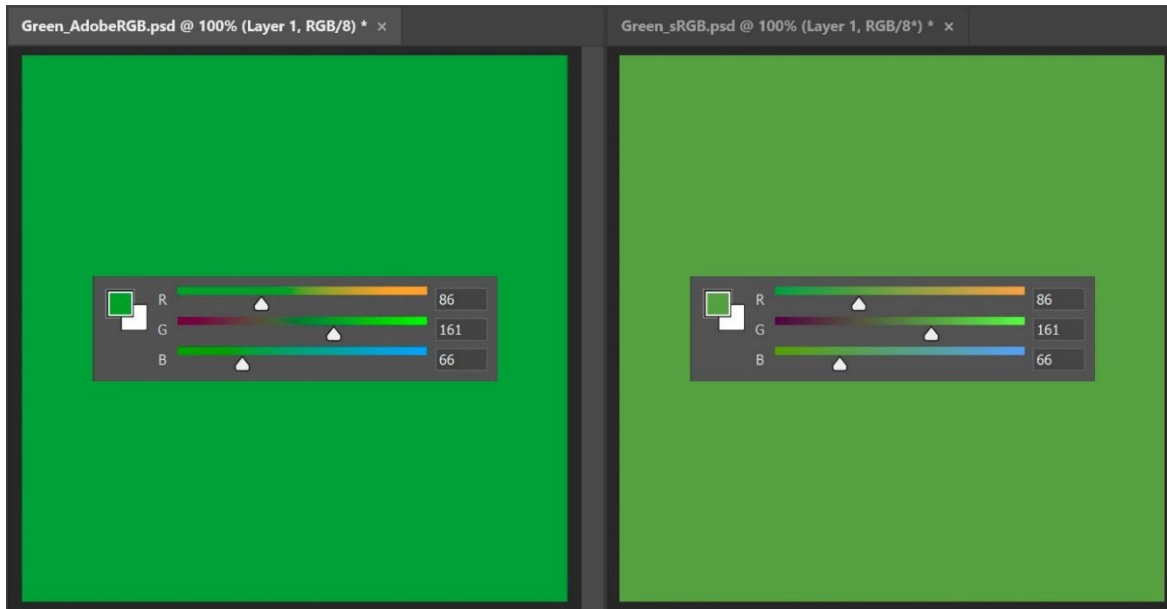 Green_AdobeRGB.psd @ 100% (Layer 1, RGB/8) * ×
Green_sRGB.psd @ 100% (Layer 1, RGB/8*) * ×
R 86
G 161
B 66
R 86
G 161
B 66